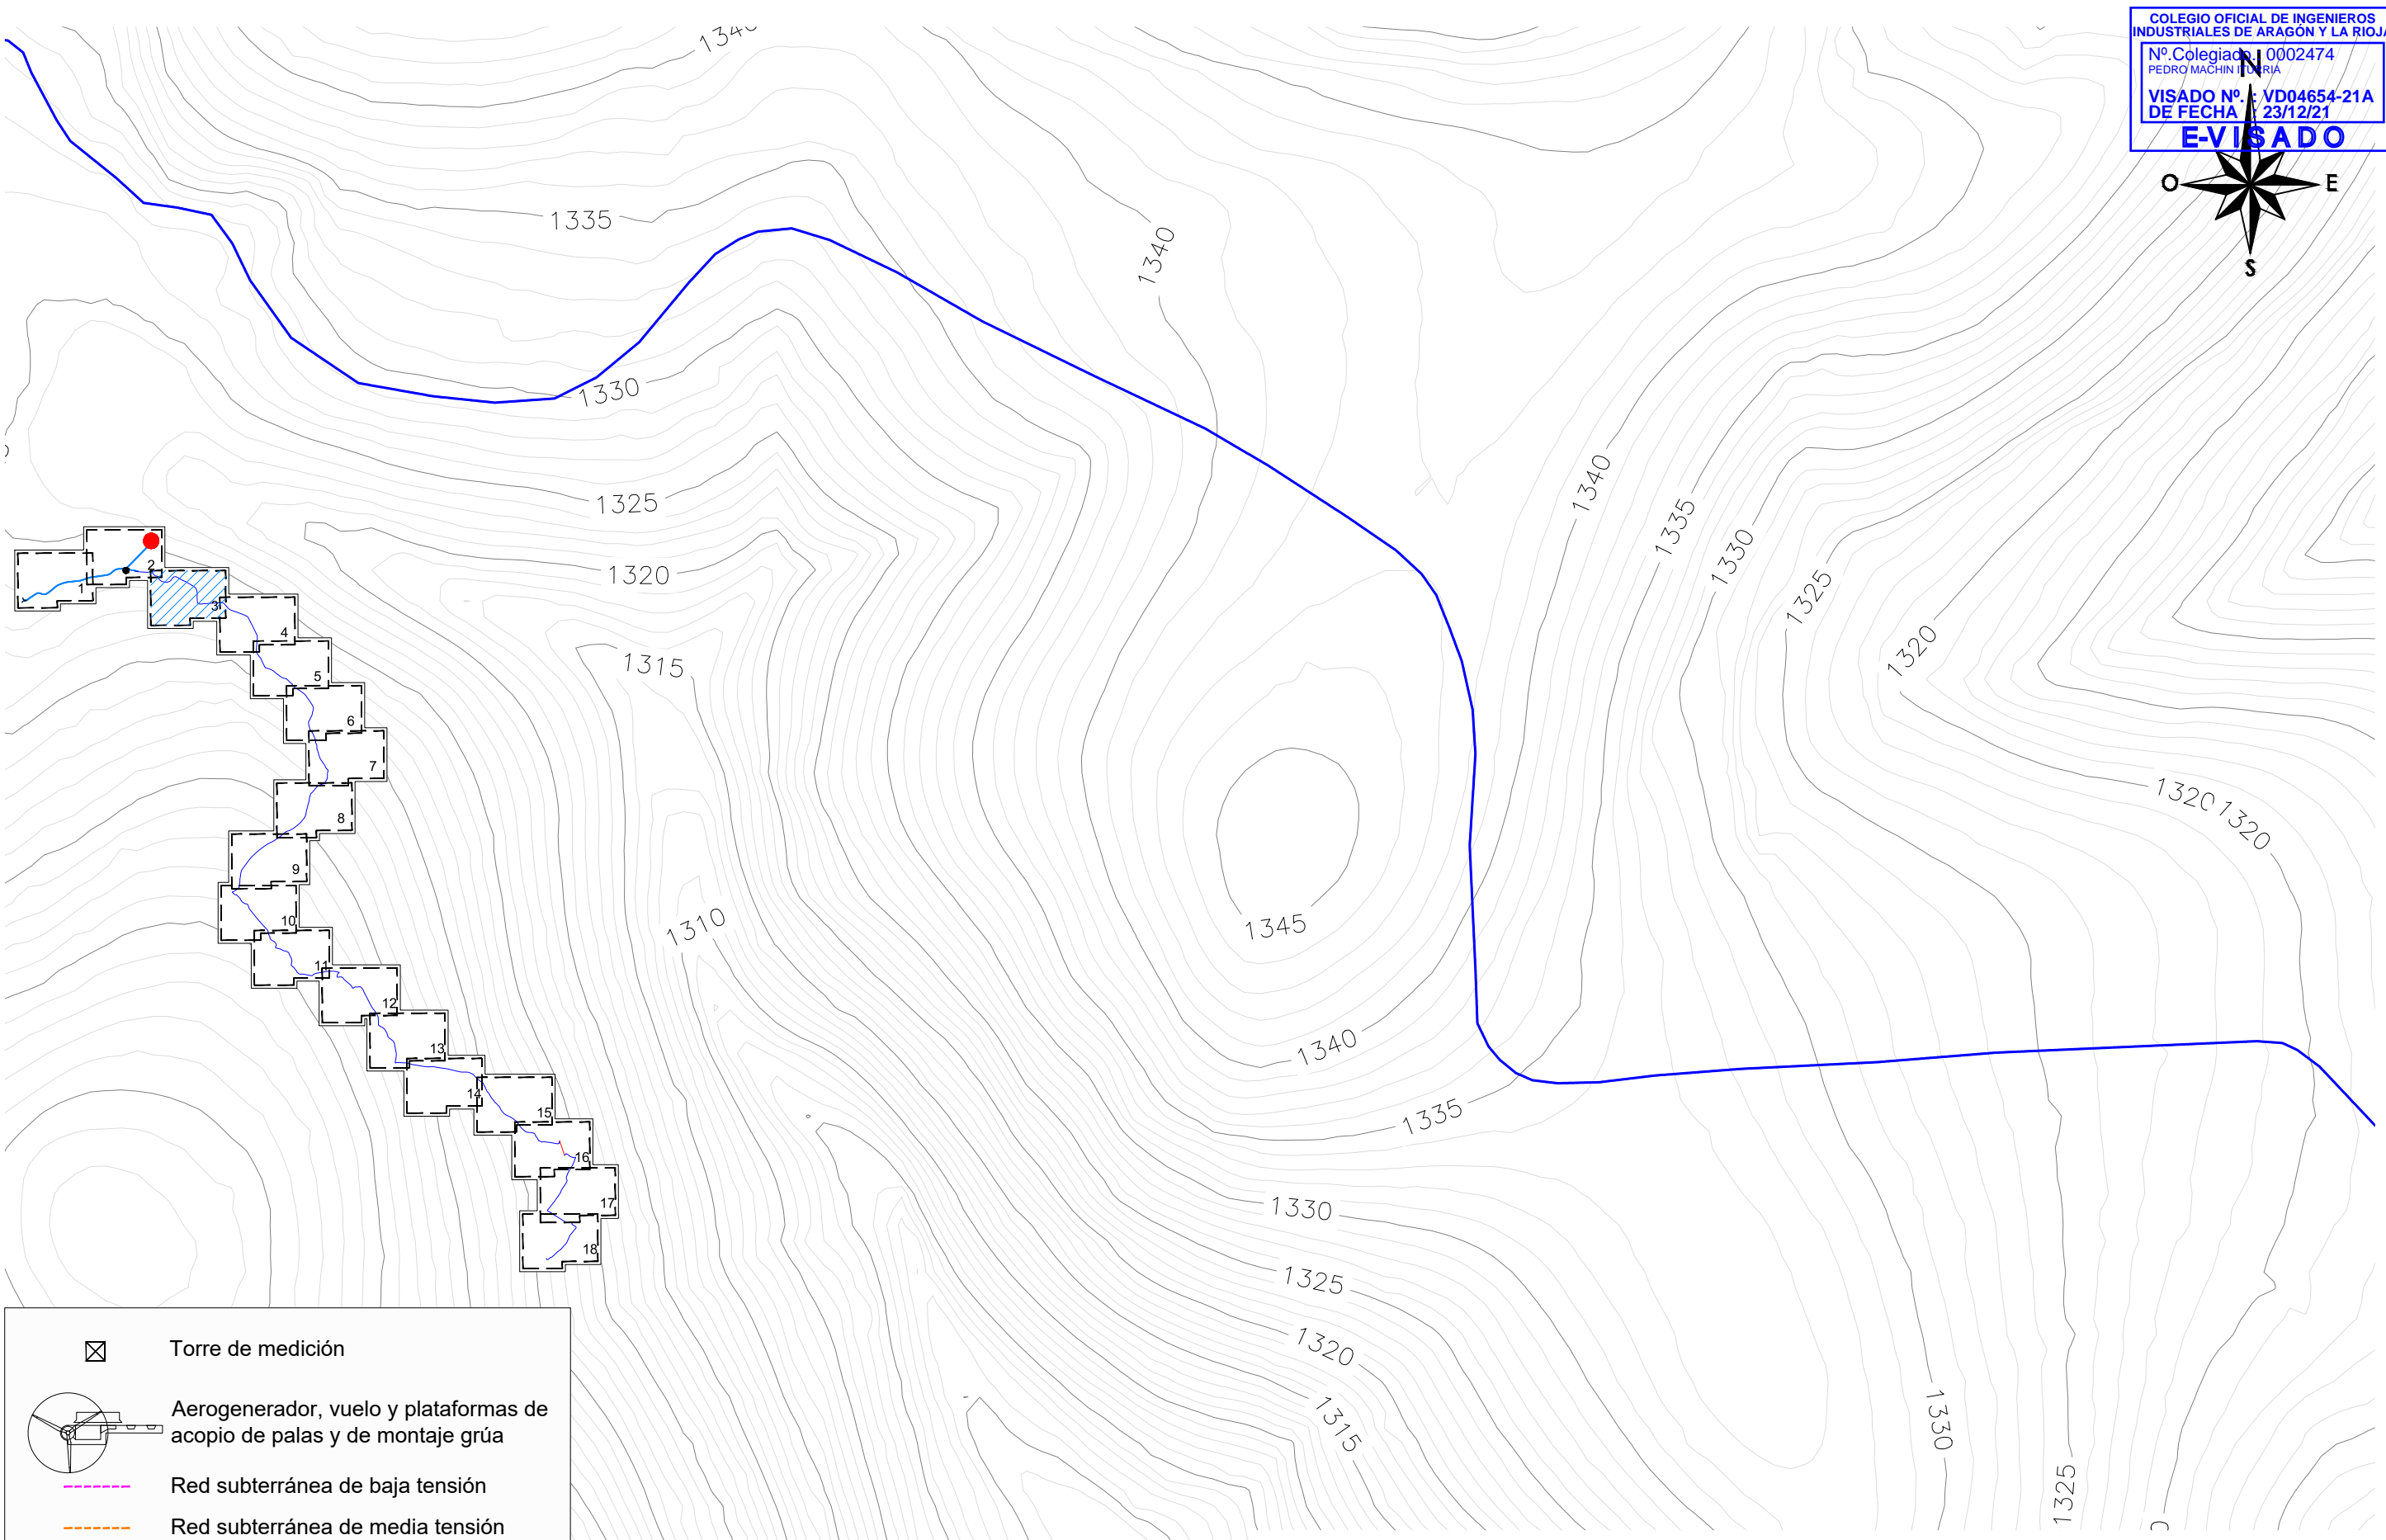 COLEGIO OFICIAL DE INGENIEROS
INDUSTRIALES DE ARAGÓN Y LA RIOJA
Nº.Colegiado.: 0002474
PEDRO MACHIN ITURRIA
VISADO Nº. : VD04654-21A
DE FECHA : 23/12/21
E-VISADO
N
O
E
S
1340
1335
1340
1330
1325
1320
1315
1310
1340
1335
1330
1325
1320
1320
1320
1345
1340
1335
1330
1325
1320
1315
1330
1325
1
2
3
4
5
6
7
8
9
10
11
12
13
14
15
16
17
18
Torre de medición
Aerogenerador, vuelo y plataformas de
acopio de palas y de montaje grúa
Red subterránea de baja tensión
Red subterránea de media tensión